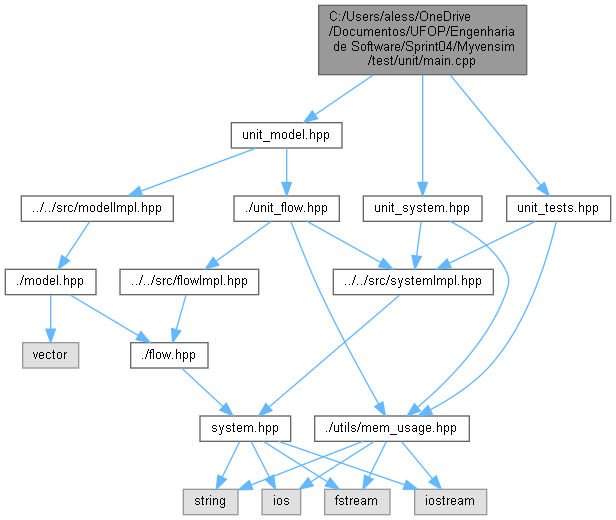 C:/Users/aless/OneDrive
/Documentos/UFOP/Engenharia
de Software/Sprint04/Myvensim
/test/unit/main.cpp
unit_model.hpp
../../src/modelImpl.hpp
./unit_flow.hpp
unit_system.hpp
unit_tests.hpp
./model.hpp
../../src/flowImpl.hpp
../../src/systemImpl.hpp
vector
./flow.hpp
system.hpp
./utils/mem_usage.hpp
string
ios
fstream
iostream